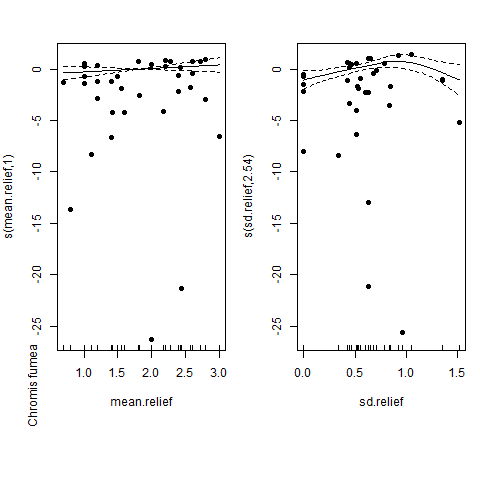 Chromis fumea
s(mean.relief,1)
0
-5
-10
-15
-20
-25
1.0 1.5 2.0 2.5 3.0
mean.relief
s(sd.relief,2.54)
0
-5
-10
-15
-20
-25
0.0 0.5 1.0 1.5
sd.relief